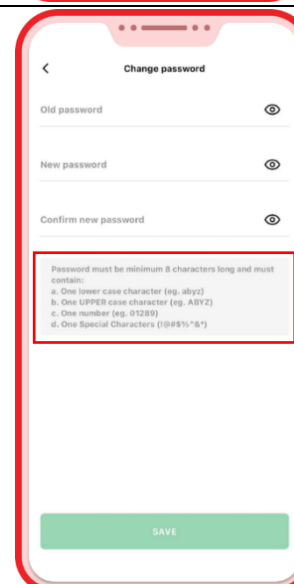 Change password
Old password
New password
Confirm new password
Password must be minimum 8 characters long and must
contain:
a. One lower case character (eg. abyz)
b. One UPPER case character (eg. ABYZ)
c. One number (eg. 01289)
d. One Special Characters (!@#$%^&*)
SAVE